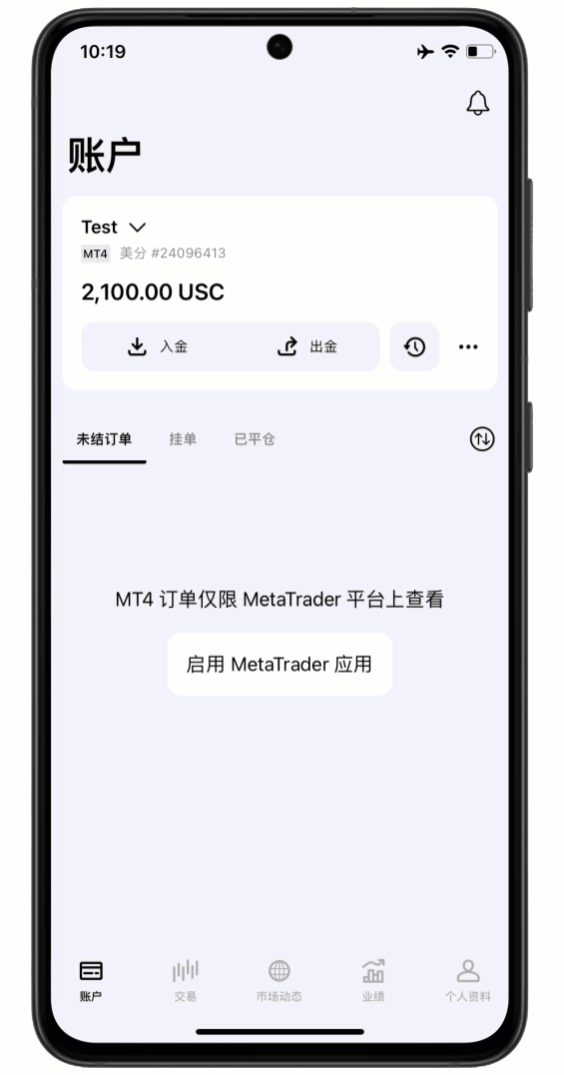 10:19
账户
Test
MT4 美分 #24096413
2,100.00 USC
入金 出金
未结订单 挂单 已平仓
MT4 订单仅限 MetaTrader 平台上查看
启用 MetaTrader 应用
账户 交易 市场动态 业绩 个人资料